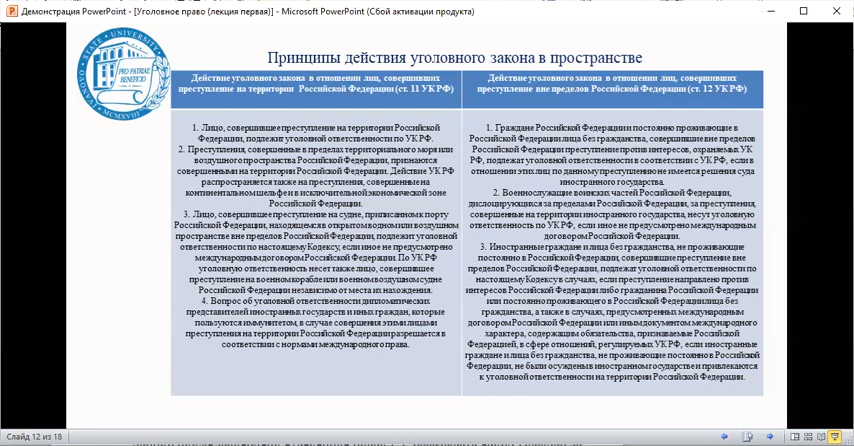 Демонстрация PowerPoint - [Уголовное право (лекция первая)] - Microsoft PowerPoint (Сбой активации продукта)
IVANOVO · STATE · UNIVERSITY
PRO PATRIAE
BENEFICIO
MCMXVIII
Принципы действия уголовного закона в пространстве
Действие уголовного закона в отношении лиц, совершивших
преступление на территории Российской Федерации (ст. 11 УК РФ)
1. Лицо, совершившее преступление на территории Российской
Федерации, подлежит уголовной ответственности по УК РФ.
2. Преступления, совершенные в пределах территориального моря или
воздушного пространства Российской Федерации, признаются
совершенными на территории Российской Федерации. Действие УК РФ
распространяется также на преступления, совершенные на
континентальном шельфе и в исключительной экономической зоне
Российской Федерации.
3. Лицо, совершившее преступление на судне, приписанном к порту
Российской Федерации, находящемся в открытом водном или воздушном
пространстве вне пределов Российской Федерации, подлежит уголовной
ответственности по настоящему Кодексу, если иное не предусмотрено
международным договором Российской Федерации. По УК РФ
уголовную ответственность несет также лицо, совершившее
преступление на военном корабле или военном воздушном судне
Российской Федерации независимо от места их нахождения.
4. Вопрос об уголовной ответственности дипломатических
представителей иностранных государств и иных граждан, которые
пользуются иммунитетом, в случае совершения этими лицами
преступления на территории Российской Федерации разрешается в
соответствии с нормами международного права.
Действие уголовного закона в отношении лиц, совершивших
преступление вне пределов Российской Федерации (ст. 12 УК РФ)
1. Граждане Российской Федерации и постоянно проживающие в
Российской Федерации лица без гражданства, совершившие вне пределов
Российской Федерации преступление против интересов, охраняемых УК
РФ, подлежат уголовной ответственности в соответствии с УК РФ, если в
отношении этих лиц по данному преступлению не имеется решения суда
иностранного государства.
2. Военнослужащие воинских частей Российской Федерации,
дислоцирующихся за пределами Российской Федерации, за преступления,
совершенные на территории иностранного государства, несут уголовную
ответственность по УК РФ, если иное не предусмотрено международным
договором Российской Федерации.
3. Иностранные граждане и лица без гражданства, не проживающие
постоянно в Российской Федерации, совершившие преступление вне
пределов Российской Федерации, подлежат уголовной ответственности по
настоящему Кодексу в случаях, если преступление направлено против
интересов Российской Федерации либо гражданина Российской Федерации
или постоянно проживающего в Российской Федерации лица без
гражданства, а также в случаях, предусмотренных международным
договором Российской Федерации или иным документом международного
характера, содержащим обязательства, признаваемые Российской
Федерацией, в сфере отношений, регулируемых УК РФ, если иностранные
граждане и лица без гражданства, не проживающие постоянно в Российской
Федерации, не были осуждены в иностранном государстве и привлекаются
к уголовной ответственности на территории Российской Федерации.
Слайд 12 из 18